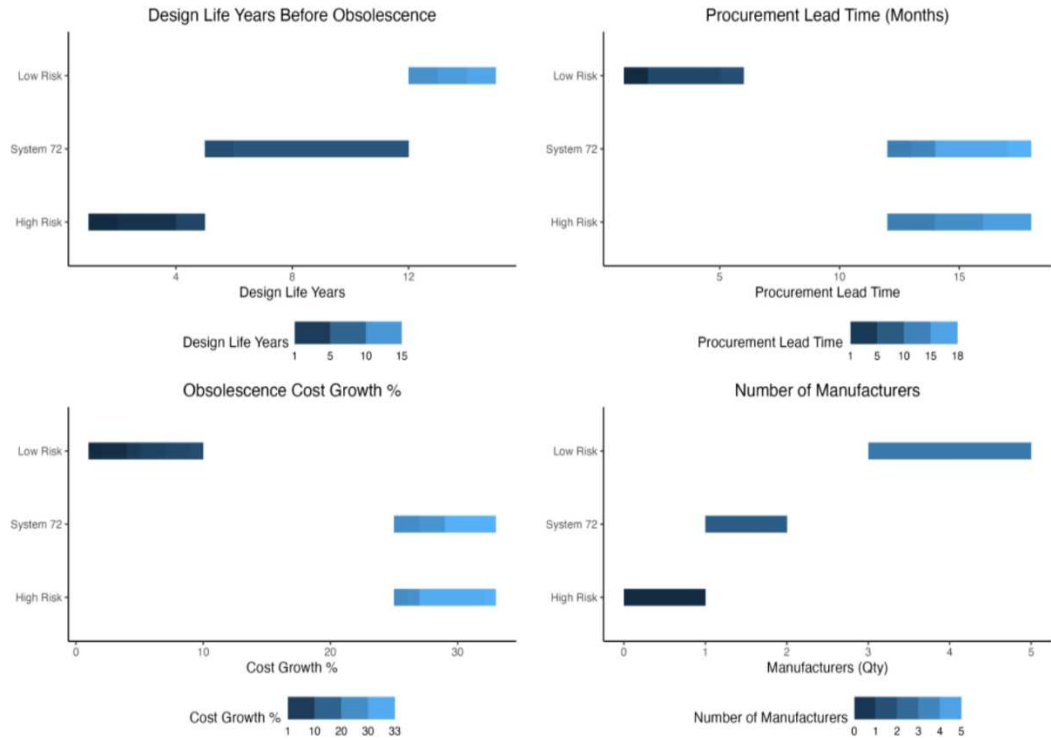 Design Life Years Before Obsolescence
Low Risk
System 72
High Risk
4 8 12
Design Life Years
Design Life Years
1 5 10 15
Procurement Lead Time (Months)
Low Risk
System 72
High Risk
5 10 15
Procurement Lead Time
Procurement Lead Time
1 5 10 15 18
Obsolescence Cost Growth %
Low Risk
System 72
High Risk
0 10 20 30
Cost Growth %
Cost Growth %
1 10 20 30 33
Number of Manufacturers
Low Risk
System 72
High Risk
0 1 2 3 4 5
Manufacturers (Qty)
Number of Manufacturers
0 1 2 3 4 5